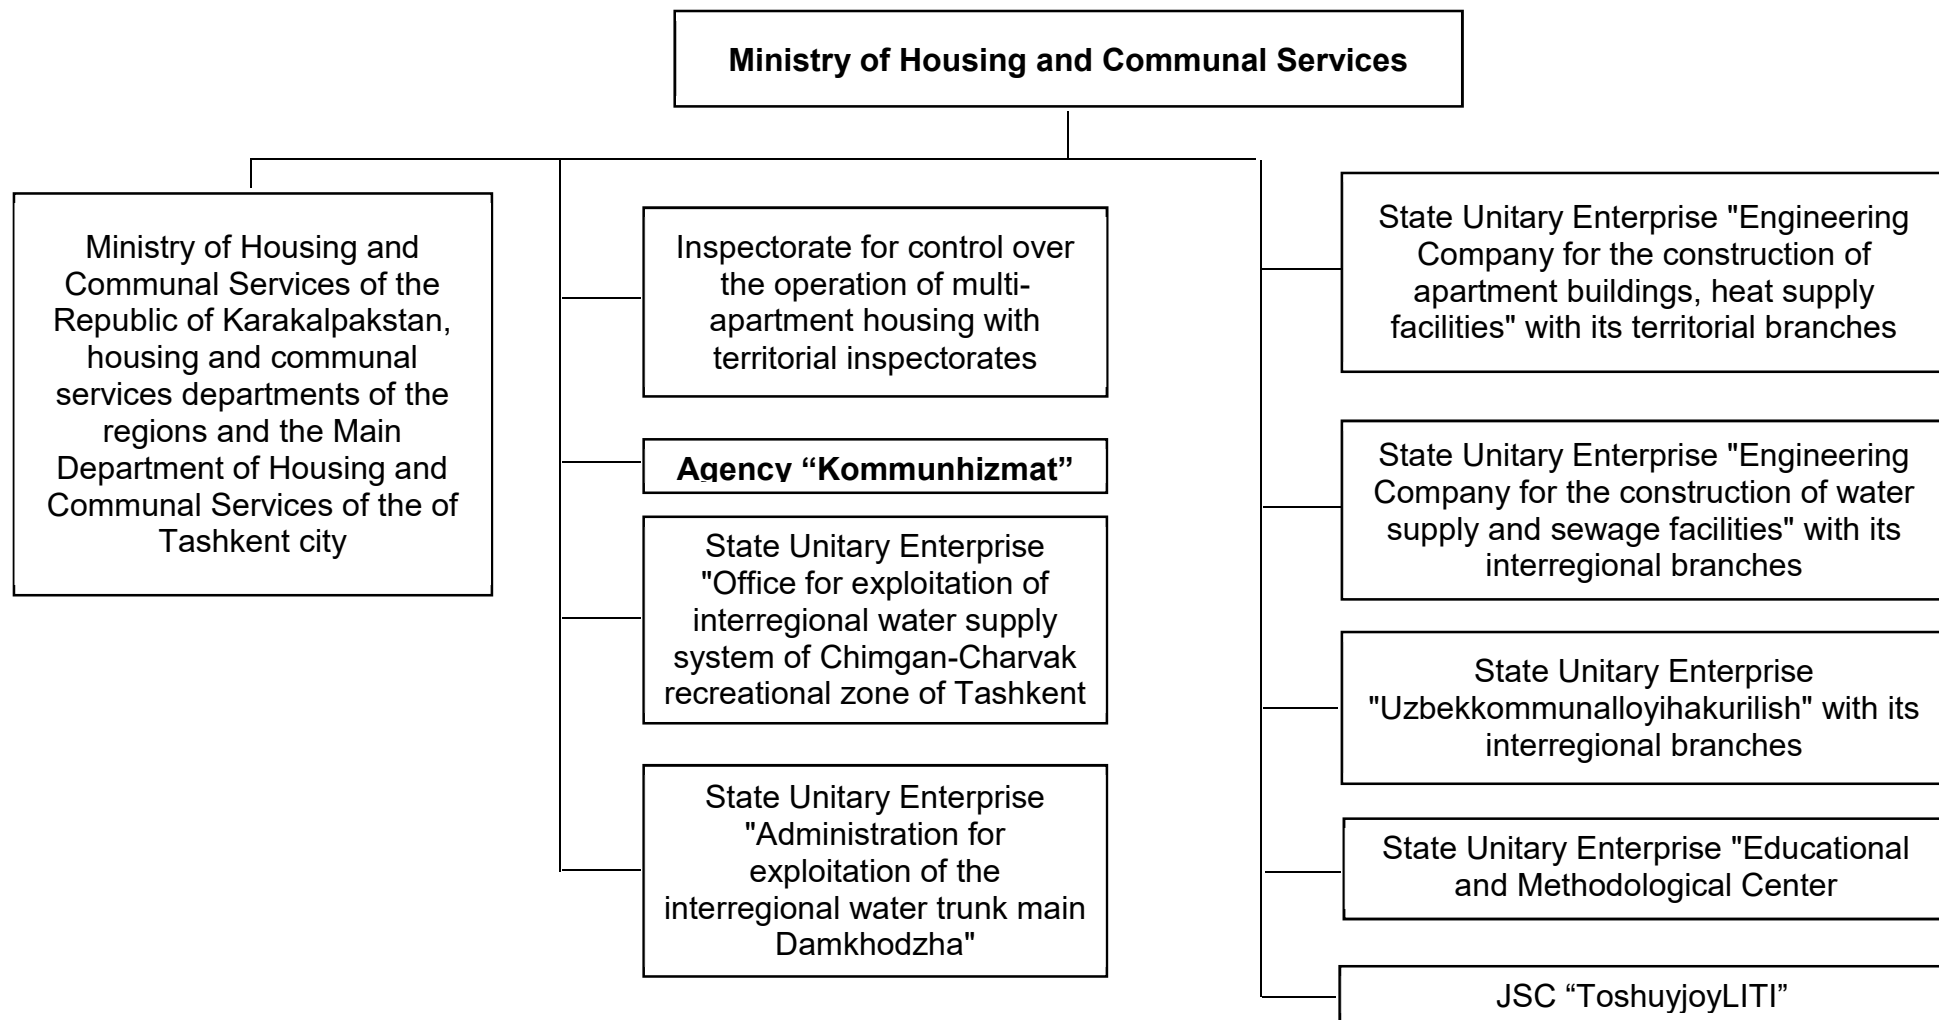 Ministry of Housing and Communal Services
Ministry of Housing and
Communal Services of the
Republic of Karakalpakstan,
housing and communal
services departments of the
regions and the Main
Department of Housing and
Communal Services of the of
Tashkent city
Inspectorate for control over
the operation of multi-
apartment housing with
territorial inspectorates
Agency “Kommunhizmat”
State Unitary Enterprise
"Office for exploitation of
interregional water supply
system of Chimgan-Charvak
recreational zone of Tashkent
State Unitary Enterprise
"Administration for
exploitation of the
interregional water trunk main
Damkhodzha"
State Unitary Enterprise "Engineering
Company for the construction of
apartment buildings, heat supply
facilities" with its territorial branches
State Unitary Enterprise "Engineering
Company for the construction of water
supply and sewage facilities" with its
interregional branches
State Unitary Enterprise
"Uzbekkommunalloyihakurilish" with its
interregional branches
State Unitary Enterprise "Educational
and Methodological Center
JSC “ToshuyjoyLITI”